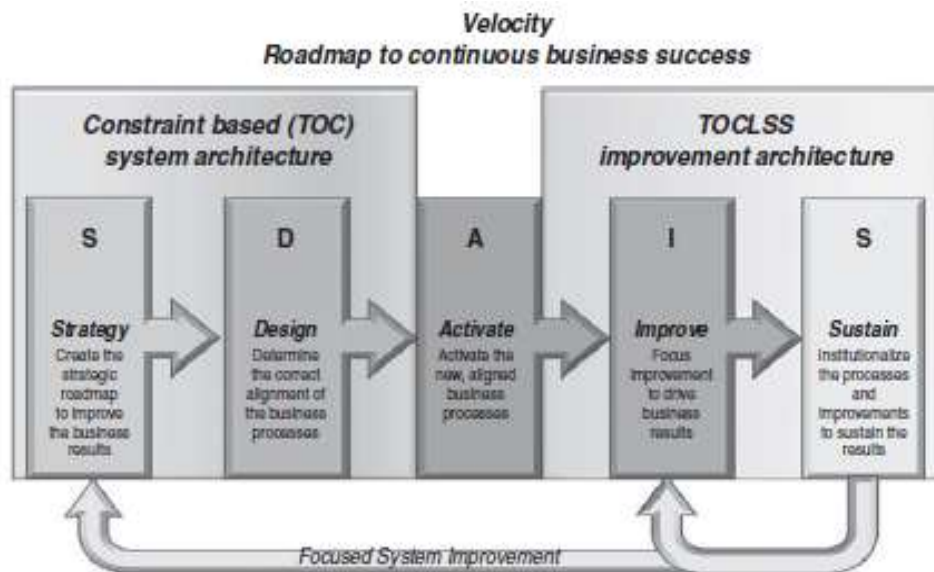 Velocity
Roadmap to continuous business success
Constraint based (TOC)
system architecture
TOCLSS
improvement architecture
S
D
A
I
S
Strategy
Create the
strategic
roadmap
to improve
the business
results
Design
Determine
the correct
alignment of
the business
processes
Activate
Activate the
new, aligned
business
processes
Improve
Focus
improvement
to drive
business
results
Sustain
Institutionalize
the processes
and
improvements
to sustain the
results
Focused System Improvement